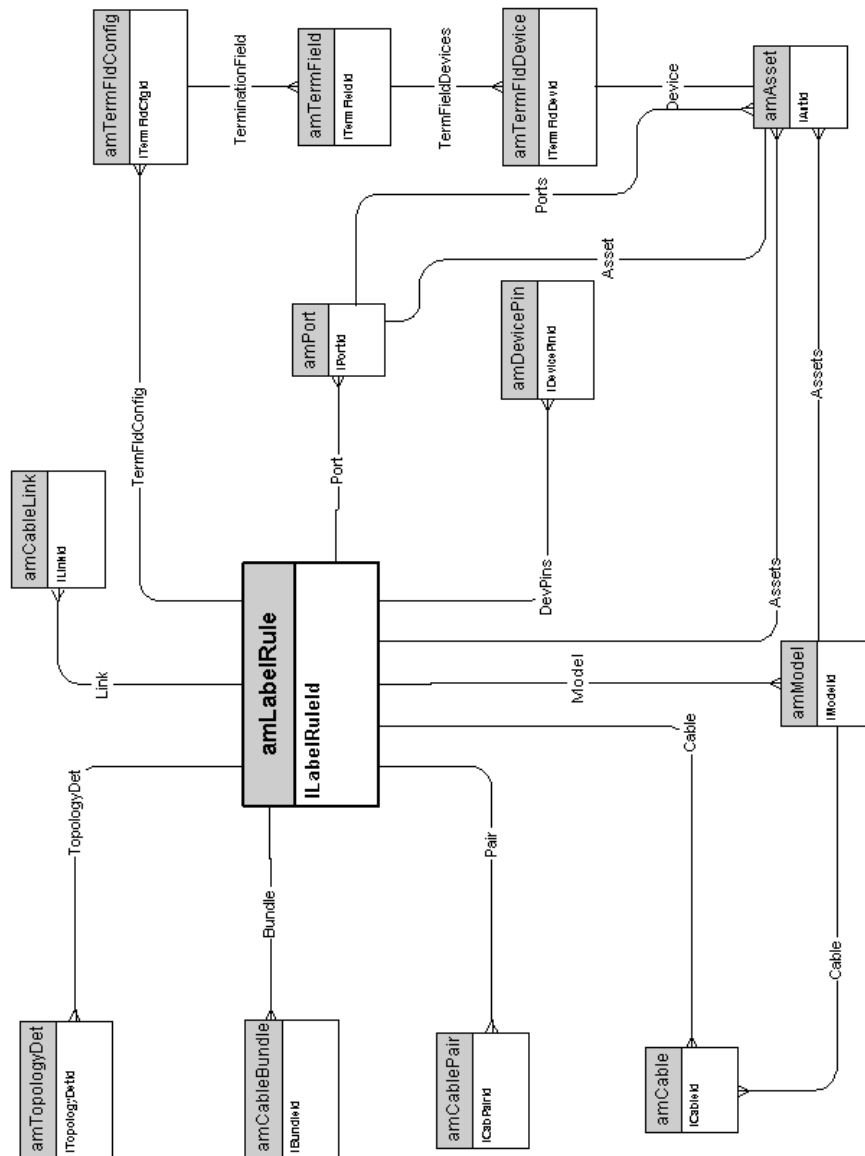 amTopologyDet
lTopologyDetId
amCableLink
lLinkId
TopologyDet
Link
TermFldConfig
amTermFldConfig
lTermFldCfgId
TerminationField
amCableBundle
lBundleId
Bundle
amLabelRule
lLabelRuleId
Port
amPort
lPortId
amTermField
lTermFieldId
TermFieldDevices
amCablePair
lCabPairId
Pair
DevPins
amDevicePin
lDevicePinId
Asset
Ports
amTermFldDevice
lTermFldDevId
Model
Device
amCable
lCableId
Cable
Assets
amModel
lModelId
Assets
amAsset
lAstId
Cable